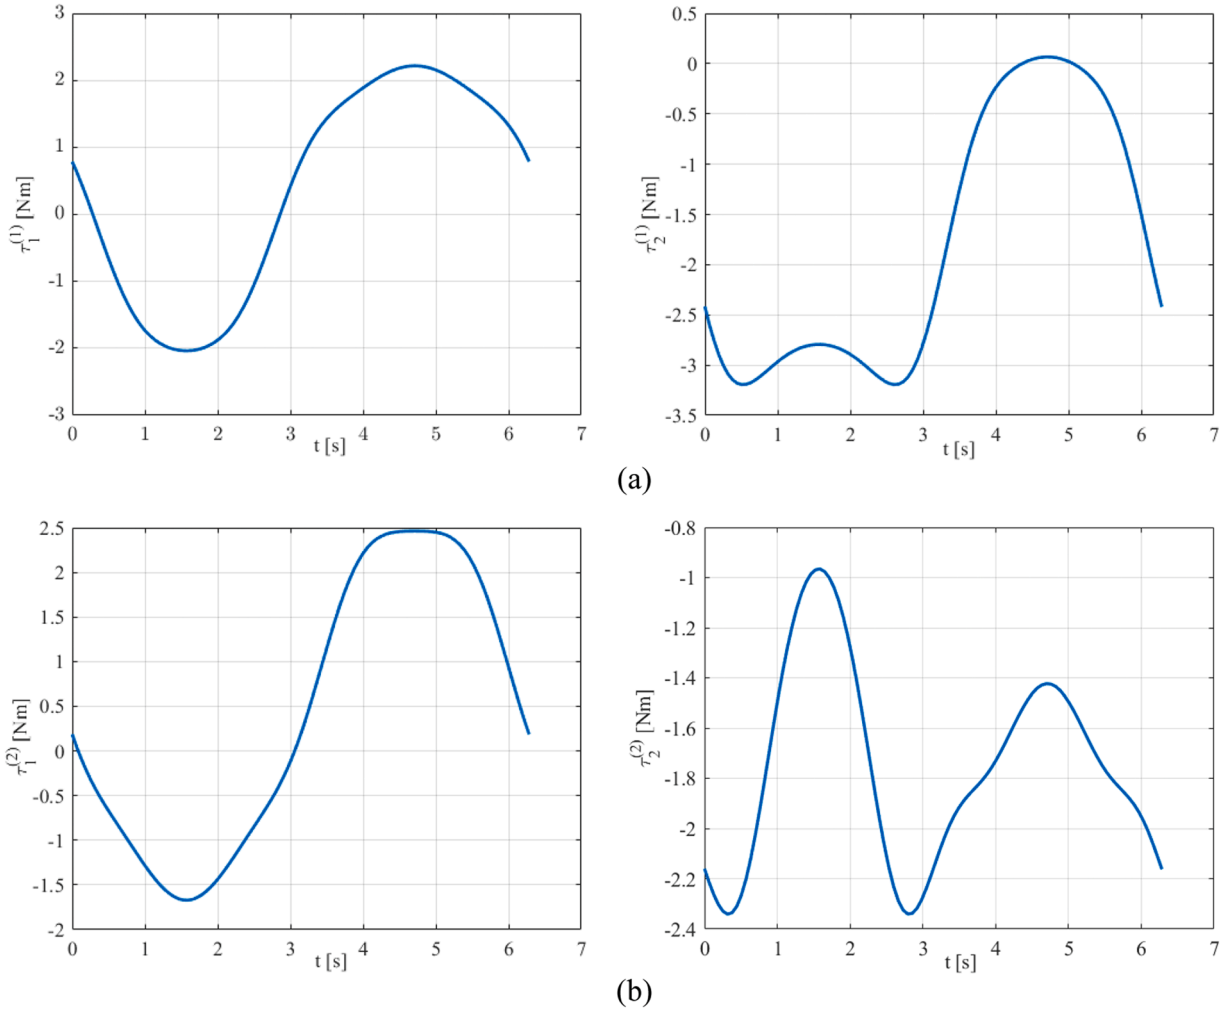 3
2
1
0
-1
-2
-3
τ₁⁽¹⁾ [Nm]
0 1 2 3 4 5 6 7
t [s]
0.5
0
-0.5
-1
-1.5
-2
-2.5
-3
-3.5
τ₂⁽¹⁾ [Nm]
0 1 2 3 4 5 6 7
t [s]
(a)
2.5
2
1.5
1
0.5
0
-0.5
-1
-1.5
-2
τ₁⁽²⁾ [Nm]
0 1 2 3 4 5 6 7
t [s]
-0.8
-1
-1.2
-1.4
-1.6
-1.8
-2
-2.2
-2.4
τ₂⁽²⁾ [Nm]
0 1 2 3 4 5 6 7
t [s]
(b)